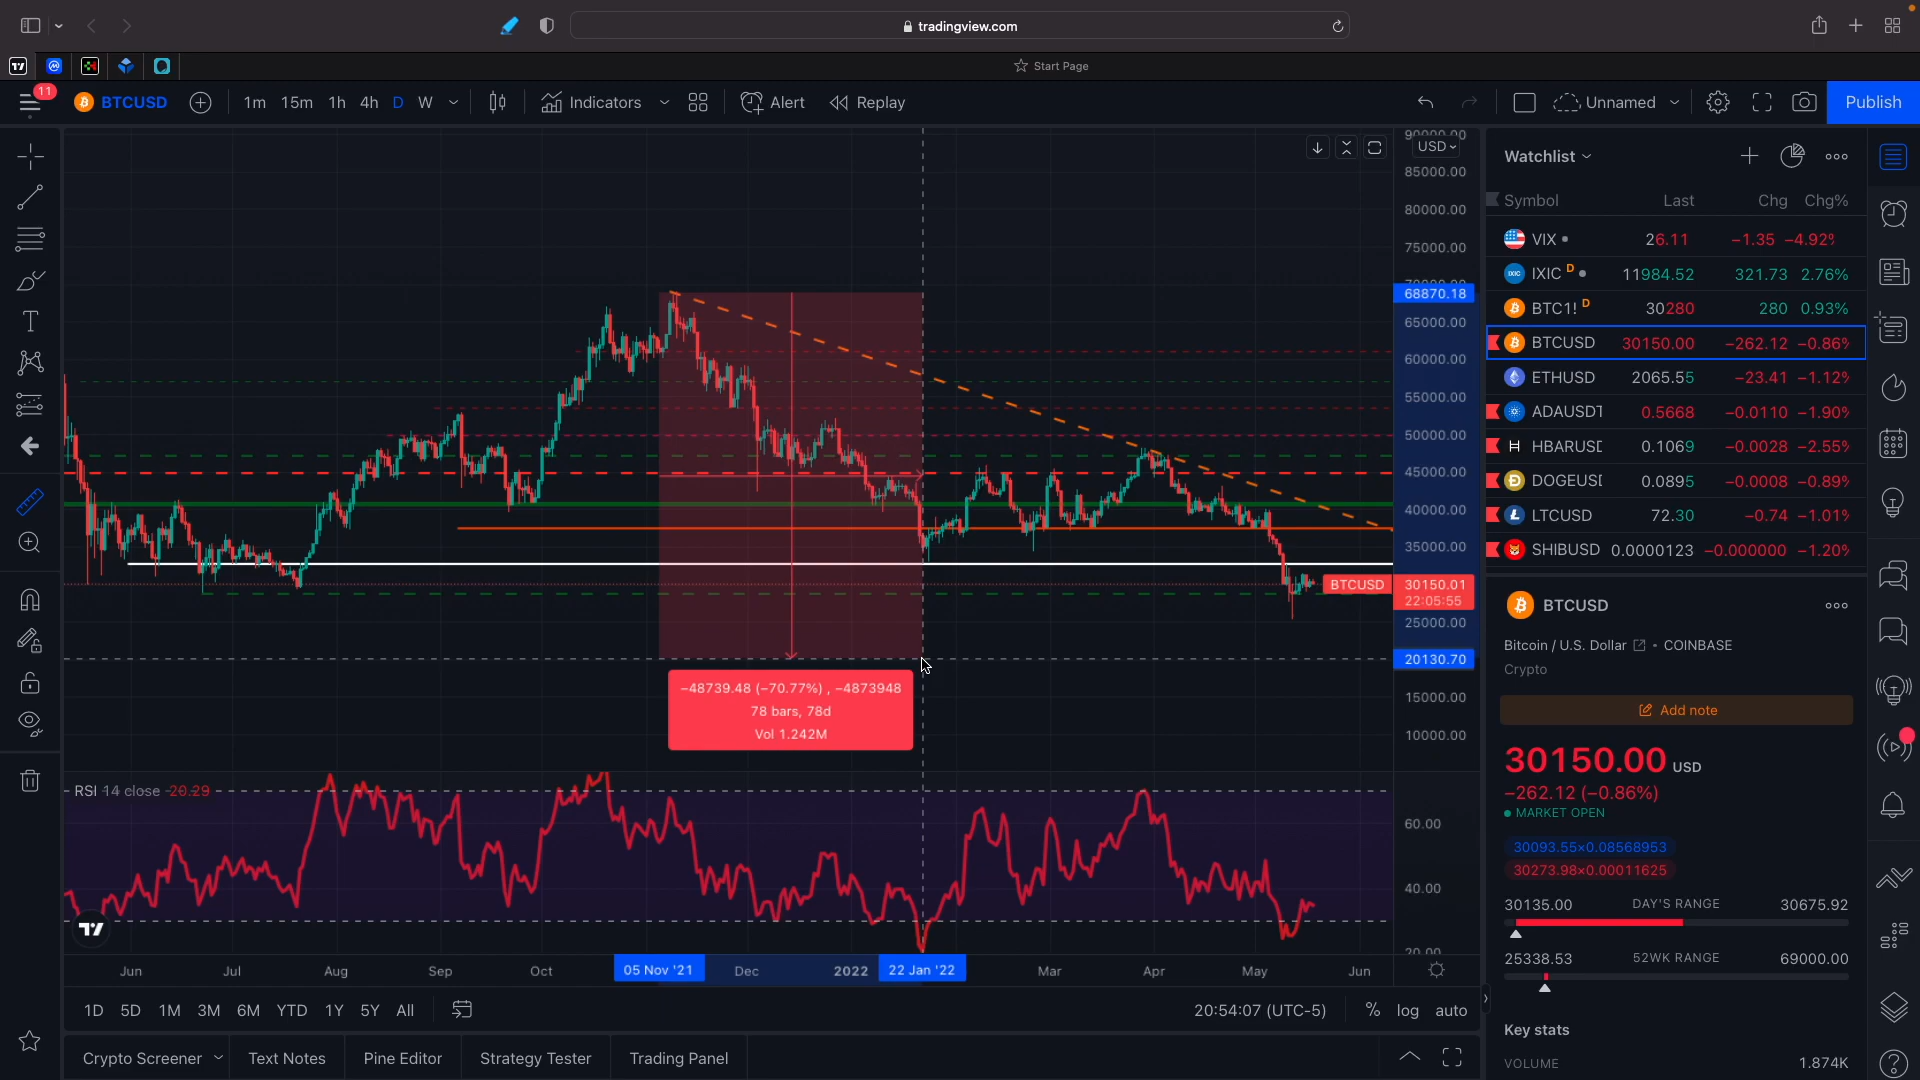 tradingview.com
Start Page
11
BTCUSD
1m 15m 1h 4h D W
Indicators
Alert
Replay
Unnamed
Publish
USD
85000.00
80000.00
75000.00
68870.18
65000.00
60000.00
55000.00
50000.00
45000.00
40000.00
35000.00
BTCUSD 30150.01
22:05:55
25000.00
20130.70
15000.00
10000.00
−48739.48 (−70.77%) , −4873948
78 bars, 78d
Vol 1.242M
RSI 14 close 20.29
60.00
40.00
20.00
Jun Jul Aug Sep Oct 05 Nov '21 Dec 2022 22 Jan '22 Mar Apr May Jun
1D 5D 1M 3M 6M YTD 1Y 5Y All
20:54:07 (UTC-5)
% log auto
Crypto Screener Text Notes Pine Editor Strategy Tester Trading Panel
Watchlist
Symbol Last Chg Chg%
VIX 26.11 −1.35 −4.92%
IXIC D 11984.52 321.73 2.76%
BTC1! D 30280 280 0.93%
BTCUSD 30150.00 −262.12 −0.86%
ETHUSD 2065.55 −23.41 −1.12%
ADAUSDT 0.5668 −0.0110 −1.90%
HBARUSD 0.1069 −0.0028 −2.55%
DOGEUSD 0.0895 −0.0008 −0.89%
LTCUSD 72.30 −0.74 −1.01%
SHIBUSD 0.0000123 −0.000000 −1.20%
BTCUSD
Bitcoin / U.S. Dollar • COINBASE
Crypto
Add note
30150.00 USD
−262.12 (−0.86%)
MARKET OPEN
30093.55×0.08568953
30273.98×0.00011625
30135.00 DAY'S RANGE 30675.92
25338.53 52WK RANGE 69000.00
Key stats
VOLUME 1.874K